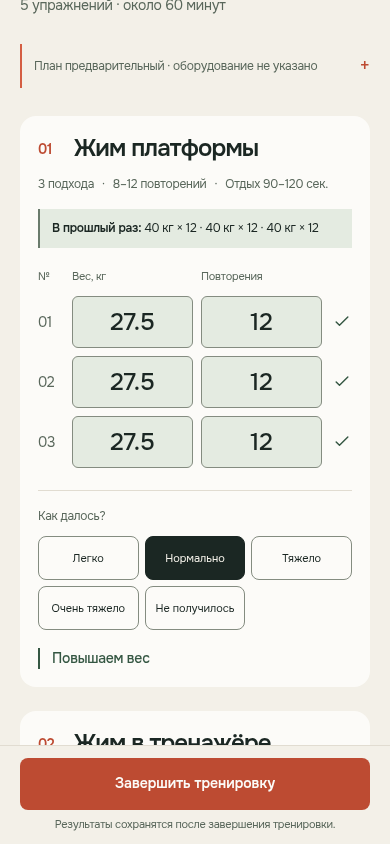 5 упражнений · около 60 минут
План предварительный · оборудование не указано +
01 Жим платформы
3 подхода · 8–12 повторений · Отдых 90–120 сек.
В прошлый раз: 40 кг × 12 · 40 кг × 12 · 40 кг × 12
№ Вес, кг Повторения
01 27.5 12 ✓
02 27.5 12 ✓
03 27.5 12 ✓
Как далось?
Легко Нормально Тяжело
Очень тяжело Не получилось
Повышаем вес
02 Жим в тренажёре
Завершить тренировку
Результаты сохранятся после завершения тренировки.